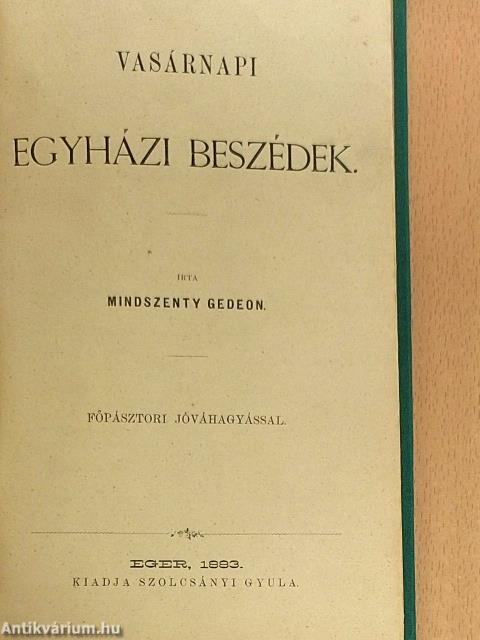 VASÁRNAPI
EGYHÁZI BESZÉDEK.
IRTA
MINDSZENTY GEDEON.
FŐPÁSZTORI JÓVÁHAGYÁSSAL.
EGER, 1883.
KIADJA SZOLCSÁNYI GYULA.
Antikvárium.hu